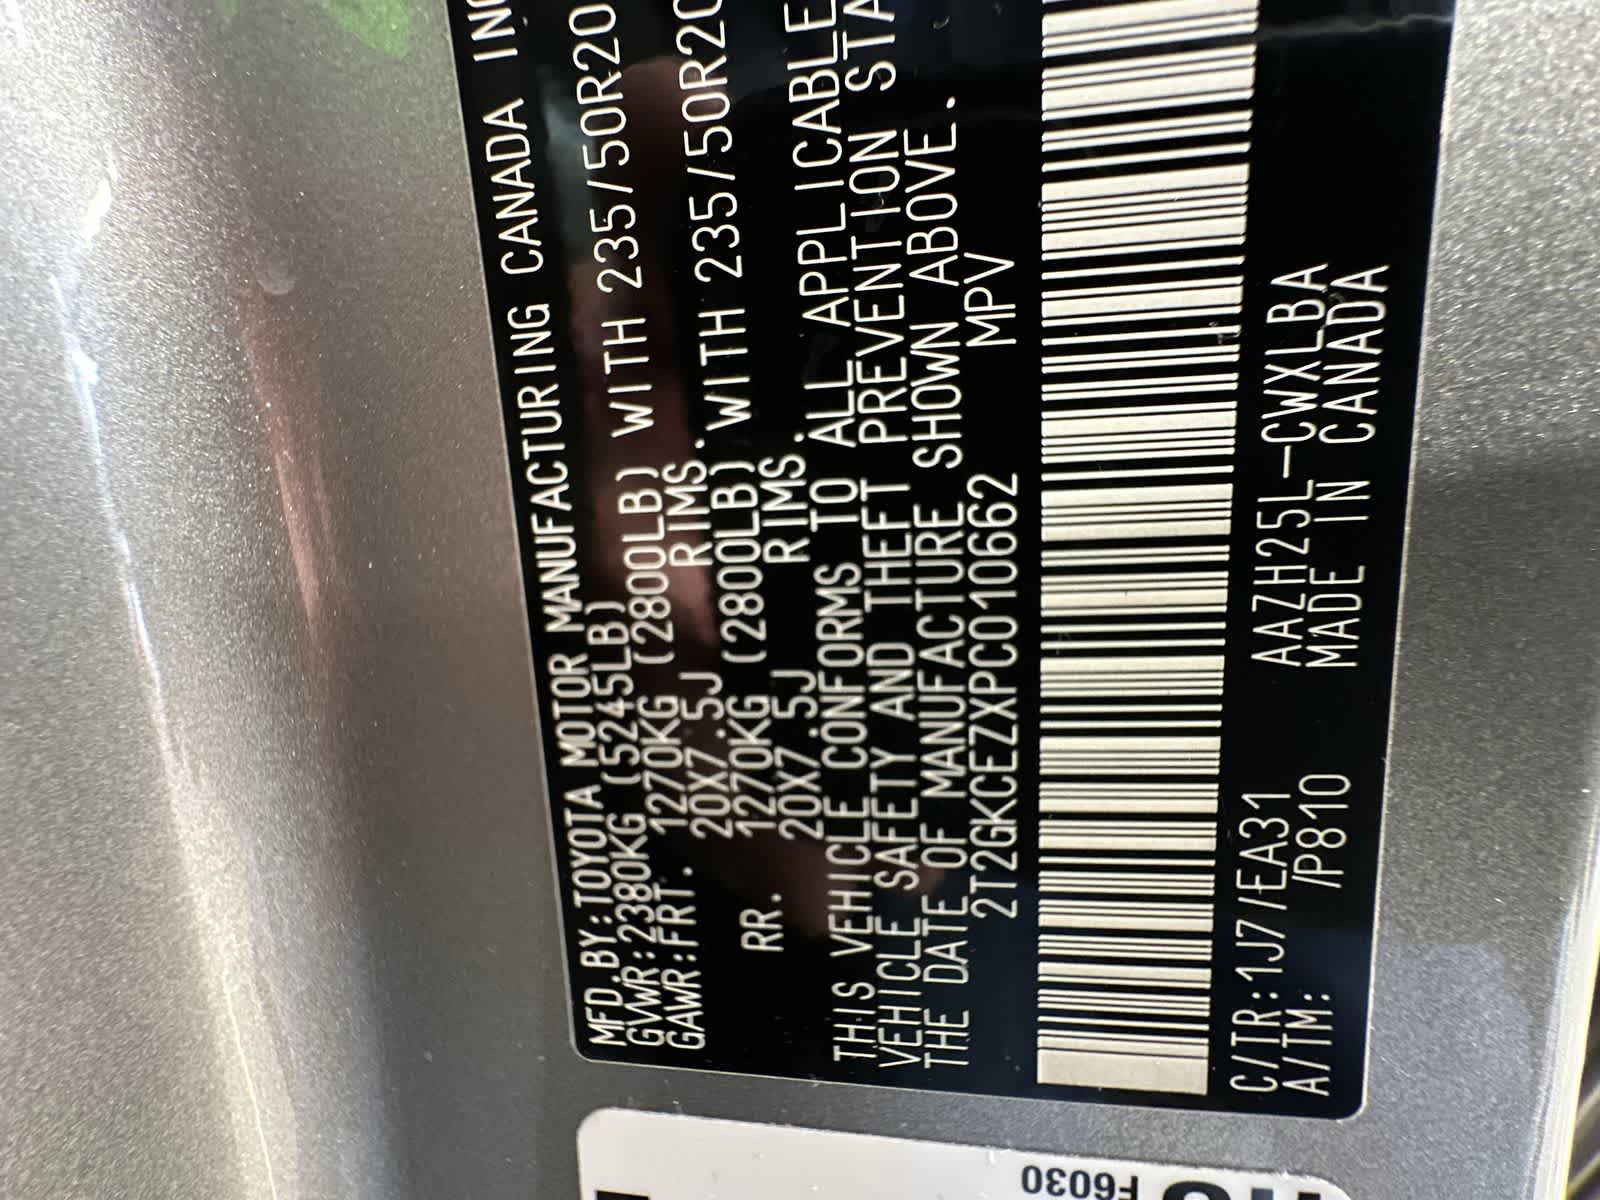 MFD.BY:TOYOTA MOTOR MANUFACTURING CANADA INC
GVWR:2380KG (5245LB)
GAWR:FRT. 1270KG (2800LB) WITH 235/50R20
20X7.5J RIMS.
RR. 1270KG (2800LB) WITH 235/50R20
20X7.5J RIMS.
THIS VEHICLE CONFORMS TO ALL APPLICABLE
VEHICLE SAFETY AND THEFT PREVENTION STA
THE DATE OF MANUFACTURE SHOWN ABOVE.
2T2GKCEZXPC010662 MPV
C/TR:1J7/EA31 AAZH25L-CWXLBA
A/TM: /P810 MADE IN CANADA
F6030